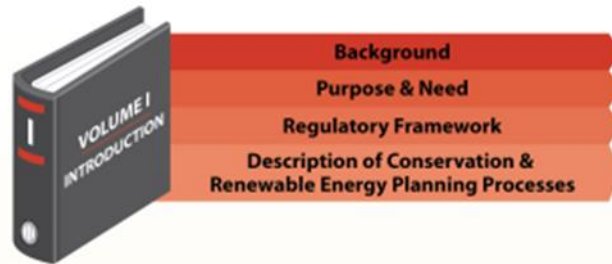 I
VOLUME I
INTRODUCTION
Background
Purpose & Need
Regulatory Framework
Description of Conservation &
Renewable Energy Planning Processes